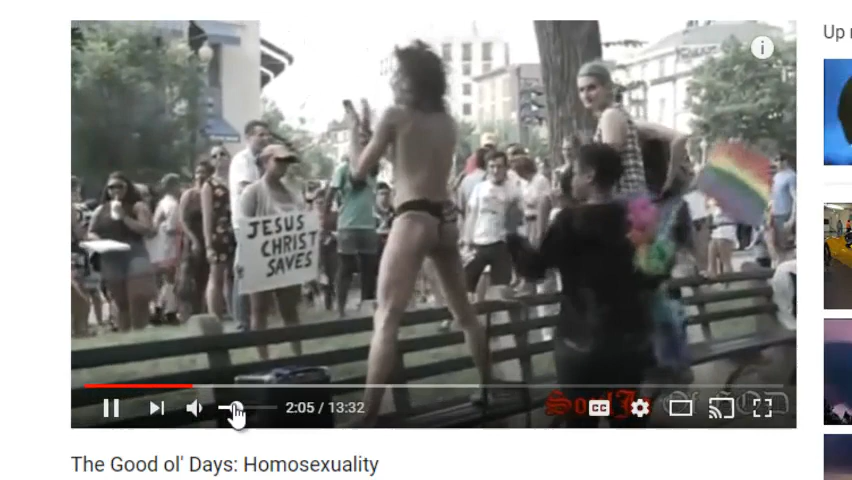 JESUS
CHRIST
SAVES
CC
2:05 / 13:32
The Good ol' Days: Homosexuality
Up